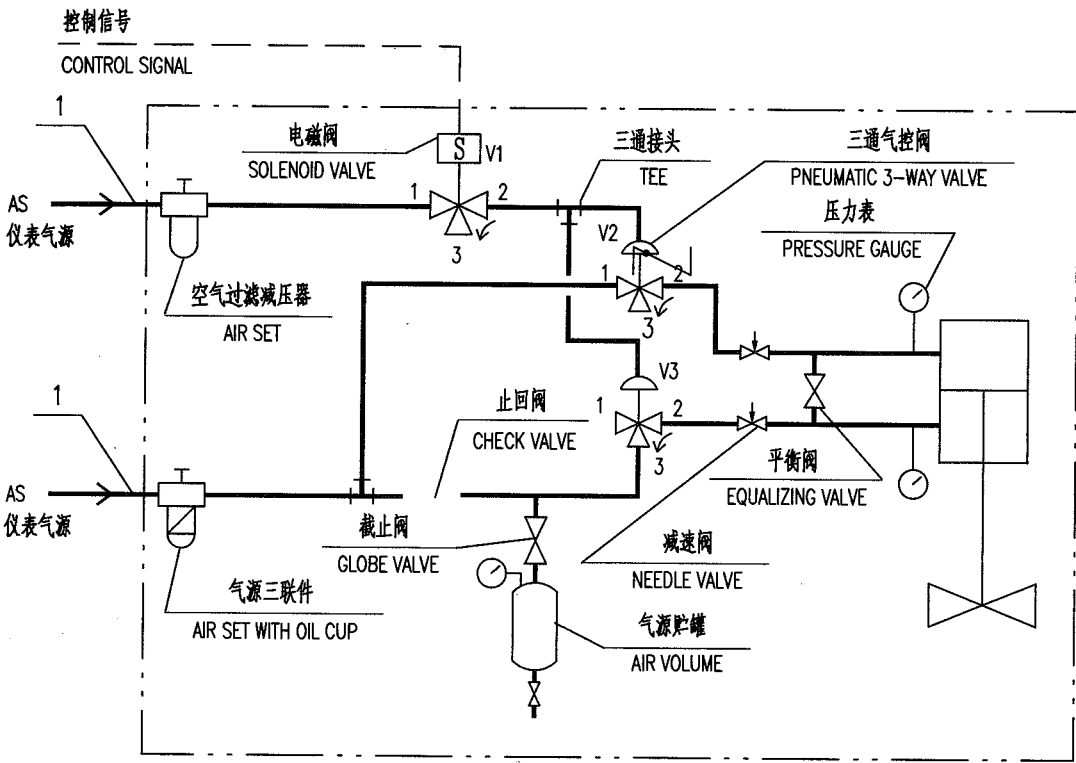 控制信号
CONTROL SIGNAL
1
电磁阀
SOLENOID VALVE
S
V1
三通接头
TEE
三通气控阀
PNEUMATIC 3-WAY VALVE
1
2
3
AS
仪表气源
V2
压力表
PRESSURE GAUGE
空气过滤减压器
AIR SET
1
2
3
1
V3
止回阀
CHECK VALVE
1
2
3
平衡阀
EQUALIZING VALVE
AS
仪表气源
截止阀
GLOBE VALVE
减速阀
NEEDLE VALVE
气源三联件
AIR SET WITH OIL CUP
气源贮罐
AIR VOLUME